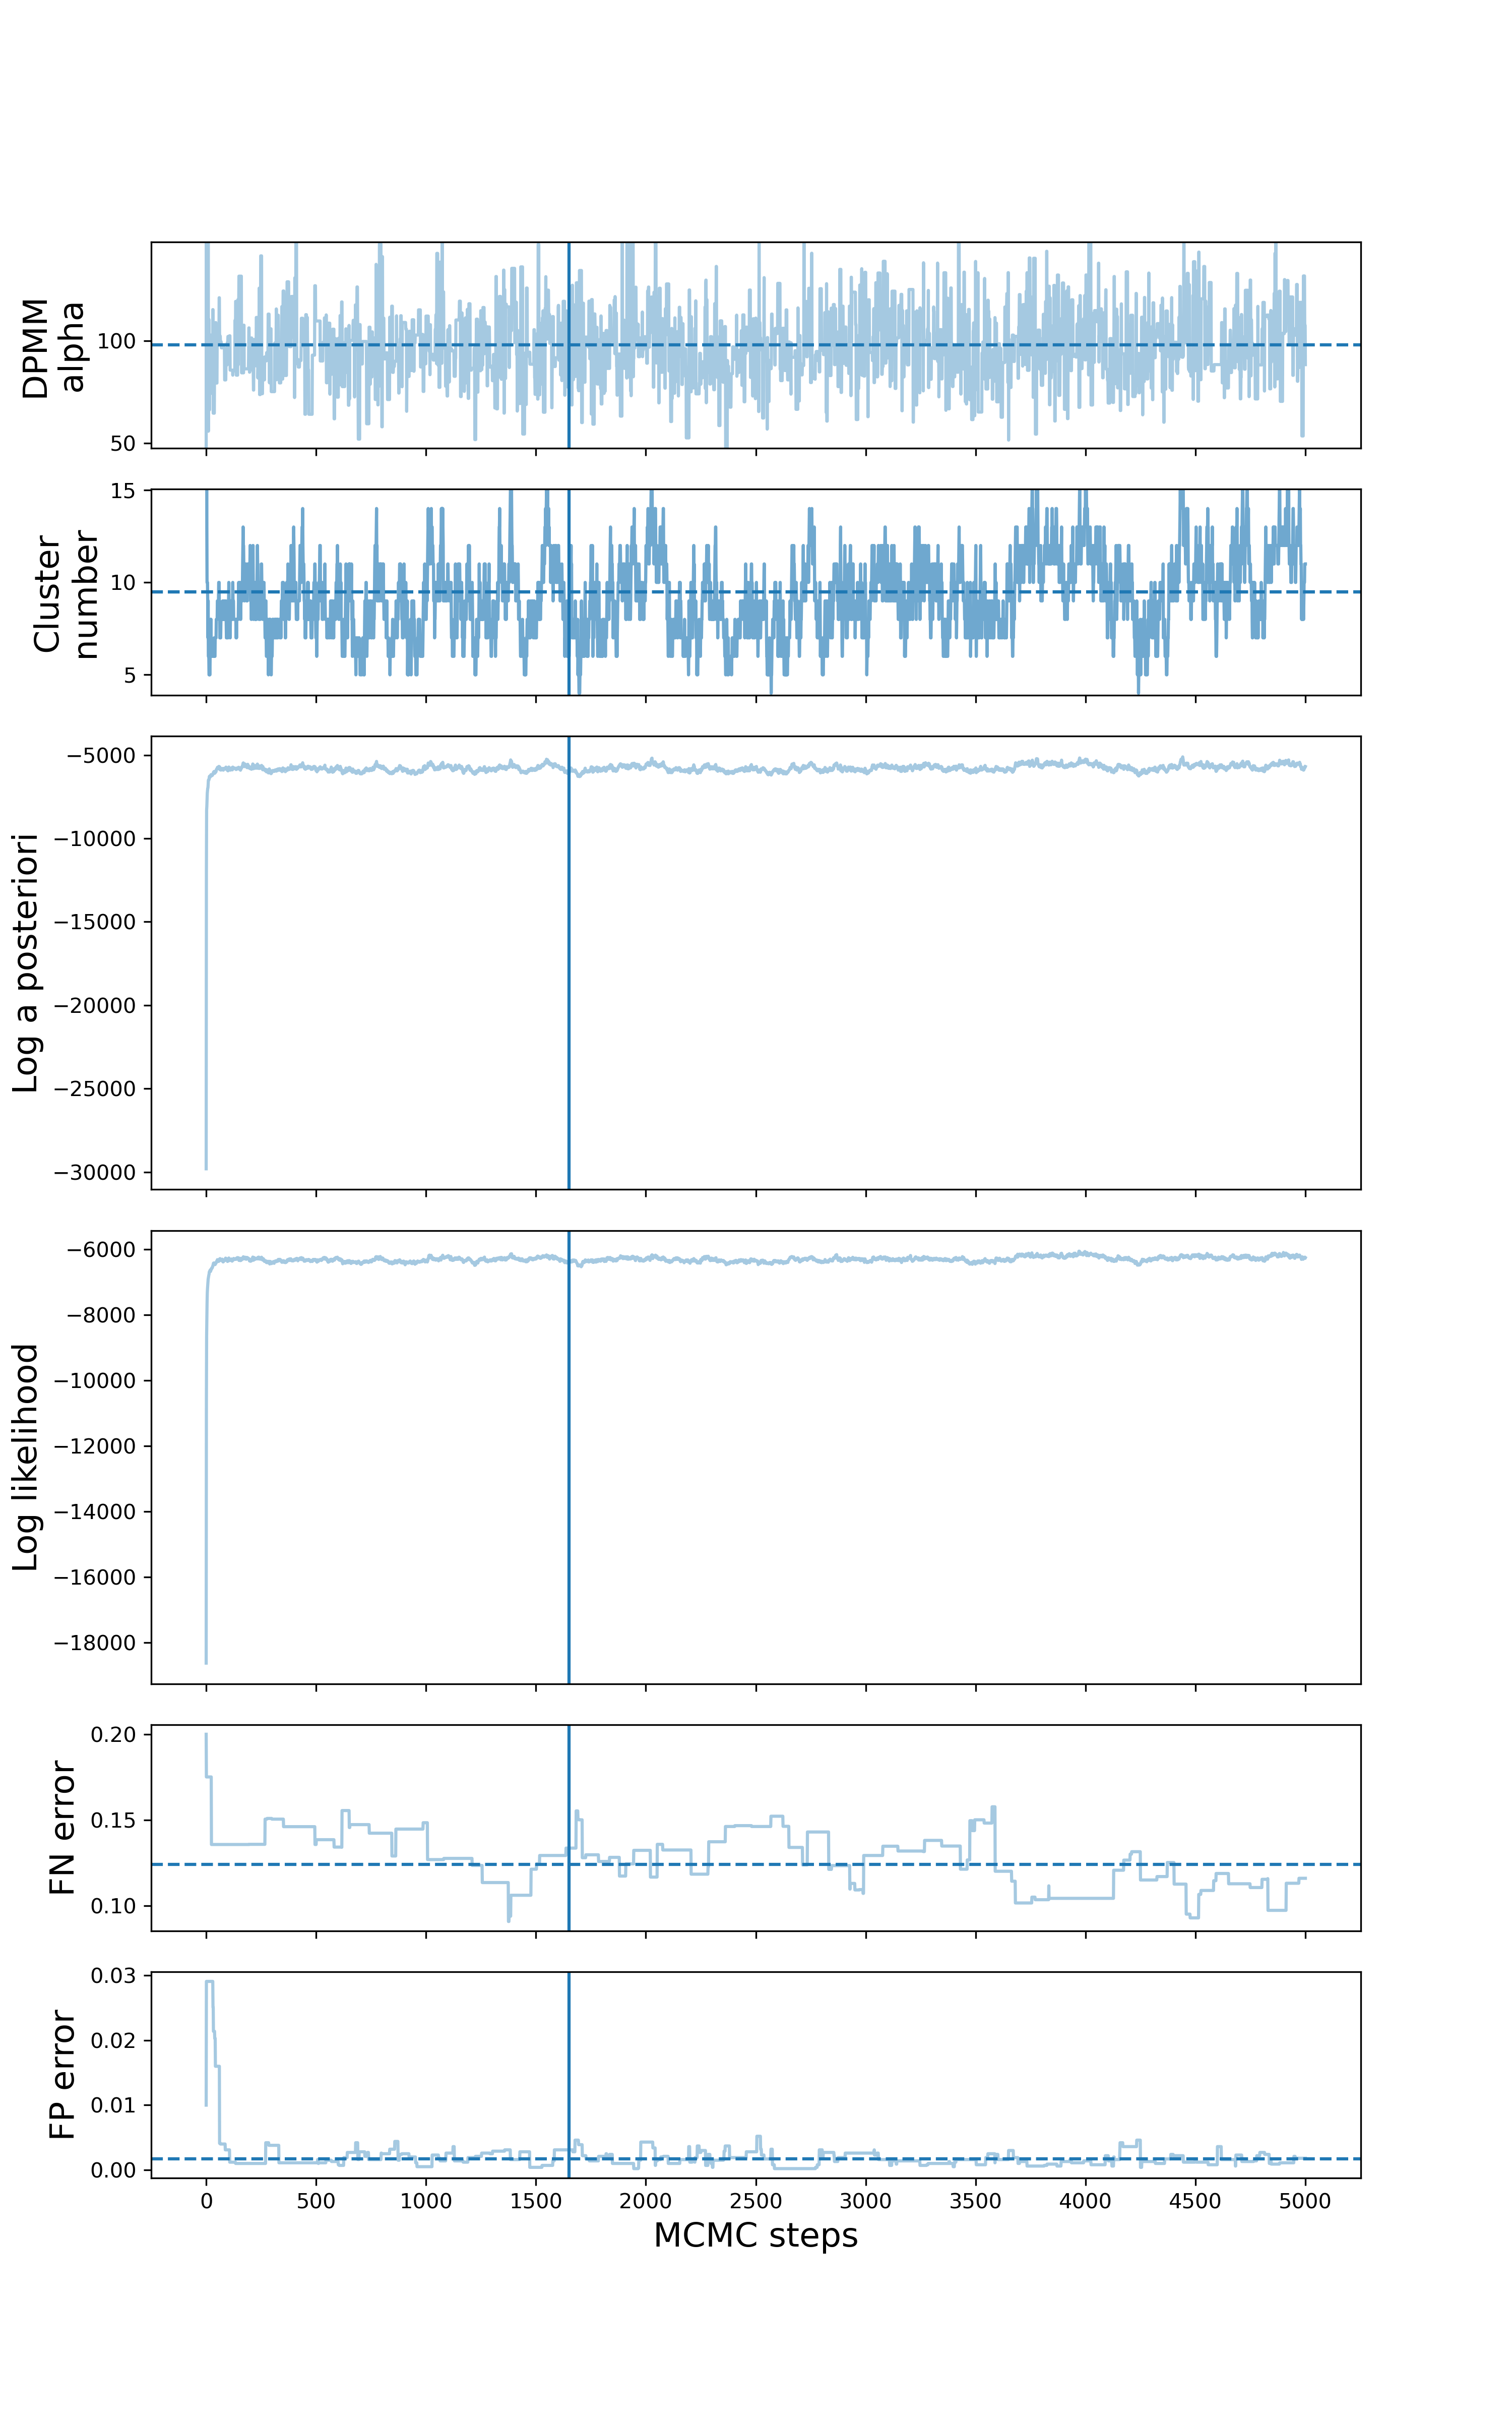 DPMM
alpha
100
50
Cluster
number
15
10
5
Log a posteriori
−5000
−10000
−15000
−20000
−25000
−30000
Log likelihood
−6000
−8000
−10000
−12000
−14000
−16000
−18000
FN error
0.20
0.15
0.10
FP error
0.03
0.02
0.01
0.00
0 500 1000 1500 2000 2500 3000 3500 4000 4500 5000
MCMC steps